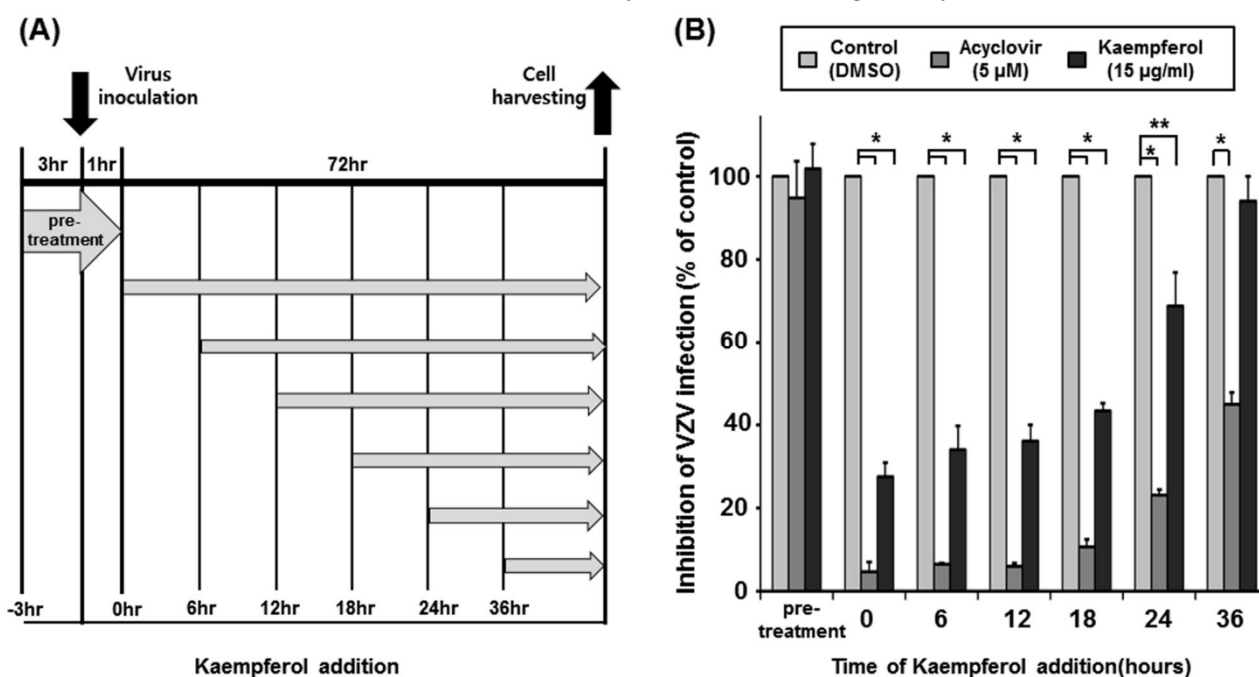 (A)
Virus
inoculation
Cell
harvesting
3hr 1hr 72hr
pre-
treatment
-3hr 0hr 6hr 12hr 18hr 24hr 36hr
Kaempferol addition
(B)
Control
(DMSO)
Acyclovir
(5 µM)
Kaempferol
(15 µg/ml)
Inhibition of VZV infection (% of control)
100
80
60
40
20
0
* * * * * ** *
pre-
treatment
0 6 12 18 24 36
Time of Kaempferol addition(hours)